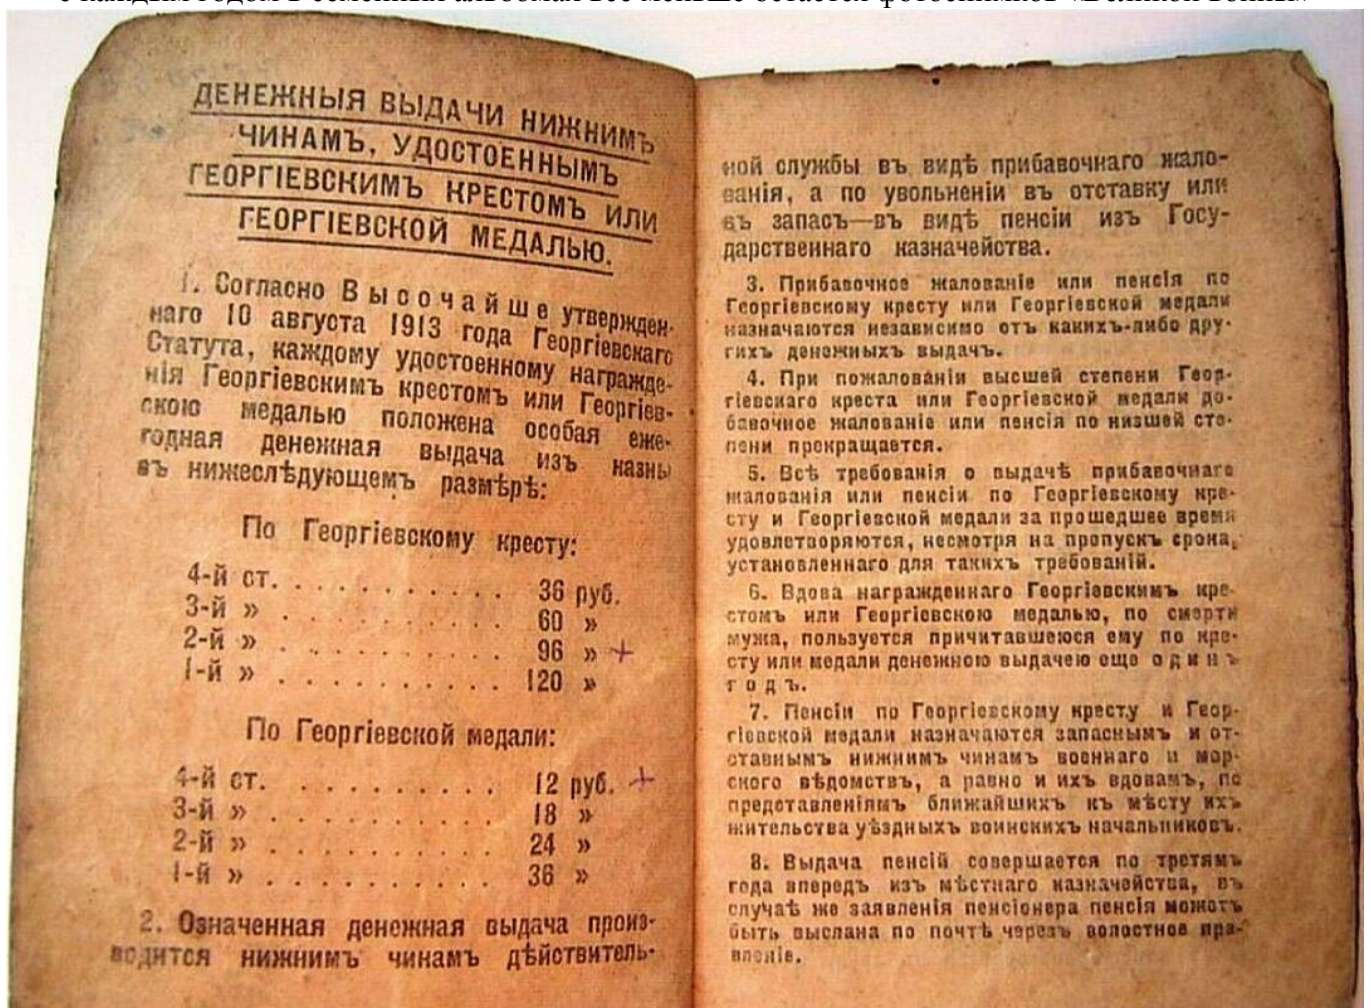 ДЕНЕЖНЫЯ ВЫДАЧИ НИЖНИМЪ
ЧИНАМЪ, УДОСТОЕННЫМЪ
ГЕОРГІЕВСКИМЪ КРЕСТОМЪ ИЛИ
ГЕОРГІЕВСКОЙ МЕДАЛЬЮ.
1. Согласно Высочайше утвержден-
наго 10 августа 1913 года Георгіевскаго
Статута, каждому удостоенному награжде-
нія Георгіевскимъ крестомъ или Георгіев-
скою медалью положена особая еже-
годная денежная выдача изъ казны
въ нижеслѣдующемъ размѣрѣ:
По Георгіевскому кресту:
4-й ст. . . . . . . . . . . . 36 руб.
3-й » . . . . . . . . . . . 60 »
2-й » . . . . . . . . . . . 96 » +
1-й » . . . . . . . . . . . 120 »
По Георгіевской медали:
4-й ст. . . . . . . . . . . 12 руб. +
3-й » . . . . . . . . . . . 18 »
2-й » . . . . . . . . . . . 24 »
1-й » . . . . . . . . . . . 36 »
2. Означенная денежная выдача произ-
водится нижнимъ чинамъ дѣйствитель-
ной службы въ видѣ прибавочнаго жало-
ванія, а по увольненіи въ отставку или
въ запасъ—въ видѣ пенсіи изъ Госу-
дарственнаго казначейства.
3. Прибавочное жалованіе или пенсія по
Георгіевскому кресту или Георгіевской медали
назначаются независимо отъ какихъ-либо дру-
гихъ денежныхъ выдачъ.
4. При пожалованіи высшей степени Геор-
гіевскаго креста или Георгіевской медали до-
бавочное жалованіе или пенсія по низшей сте-
пени прекращается.
5. Всѣ требованія о выдачѣ прибавочнаго
жалованія или пенсіи по Георгіевскому кре-
сту и Георгіевской медали за прошедшее время
удовлетворяются, несмотря на пропускъ срока,
установленнаго для такихъ требованій.
6. Вдова награжденнаго Георгіевскимъ кре-
стомъ или Георгіевскою медалью, по смерти
мужа, пользуется причитавшеюся ему по кре-
сту или медали денежною выдачею еще одинъ
годъ.
7. Пенсіи по Георгіевскому кресту и Геор-
гіевской медали назначаются запаснымъ и от-
ставнымъ нижнимъ чинамъ военнаго и мор-
ского вѣдомствъ, а равно и ихъ вдовамъ, по
представленіямъ ближайшихъ къ мѣсту ихъ
жительства уѣздныхъ воинскихъ начальниковъ.
8. Выдача пенсій совершается по третямъ
года впередъ изъ мѣстнаго казначейства, въ
случаѣ же заявленія пенсіонера пенсія можетъ
быть выслана по почтѣ черезъ волостное пра-
вленіе.